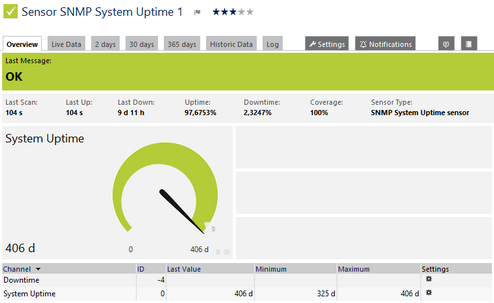 Sensor SNMP System Uptime 1
Overview Live Data 2 days 30 days 365 days Historic Data Log Settings Notifications
Last Message:
OK
Last Scan: Last Up: Last Down: Uptime: Downtime: Coverage: Sensor Type:
104 s 104 s 9 d 11 h 97,6753% 2,3247% 100% SNMP System Uptime sensor
System Uptime
406 d 0 406 d
Channel ID Last Value Minimum Maximum Settings
Downtime -4
System Uptime 0 406 d 325 d 406 d